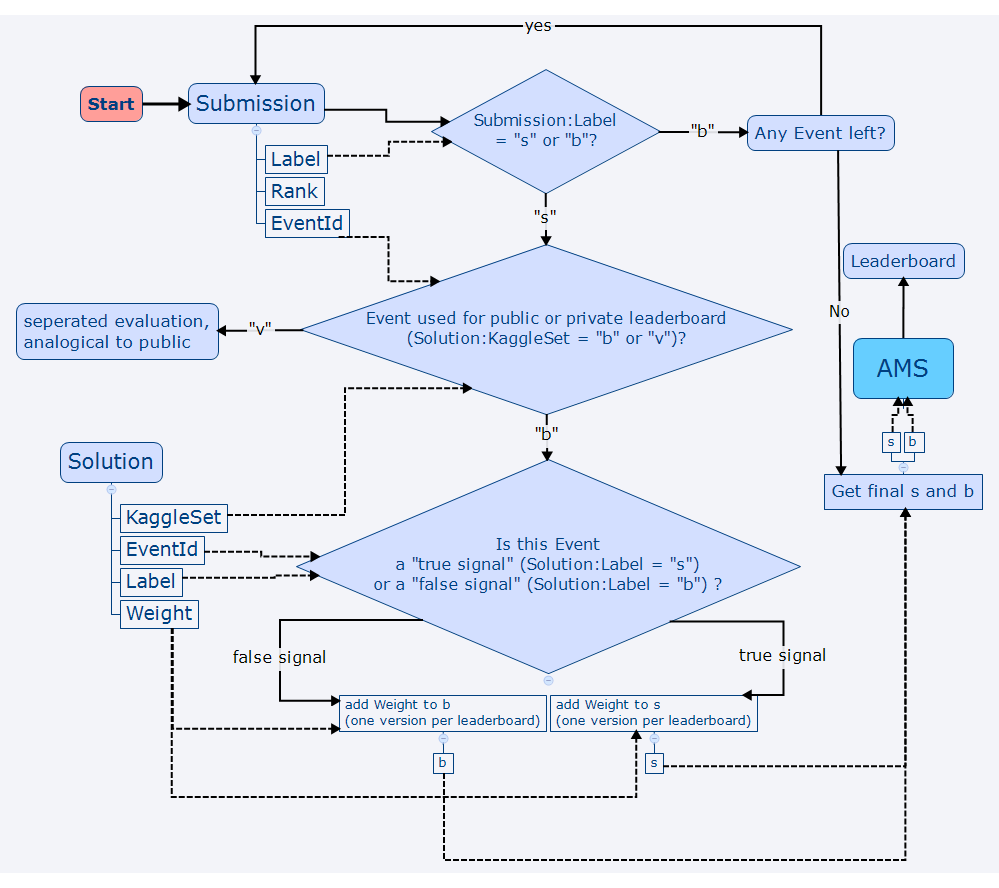 yes
Start
Submission
Submission:Label
= "s" or "b"?
"b"
Any Event left?
Label
Rank
EventId
"s"
Leaderboard
seperated evaluation,
analogical to public
"v"
Event used for public or private leaderboard
(Solution:KaggleSet = "b" or "v")?
No
AMS
"b"
s
b
Solution
Get final s and b
KaggleSet
EventId
Label
Weight
Is this Event
a "true signal" (Solution:Label = "s")
or a "false signal" (Solution:Label = "b") ?
false signal
true signal
add Weight to b
(one version per leaderboard)
add Weight to s
(one version per leaderboard)
b
s